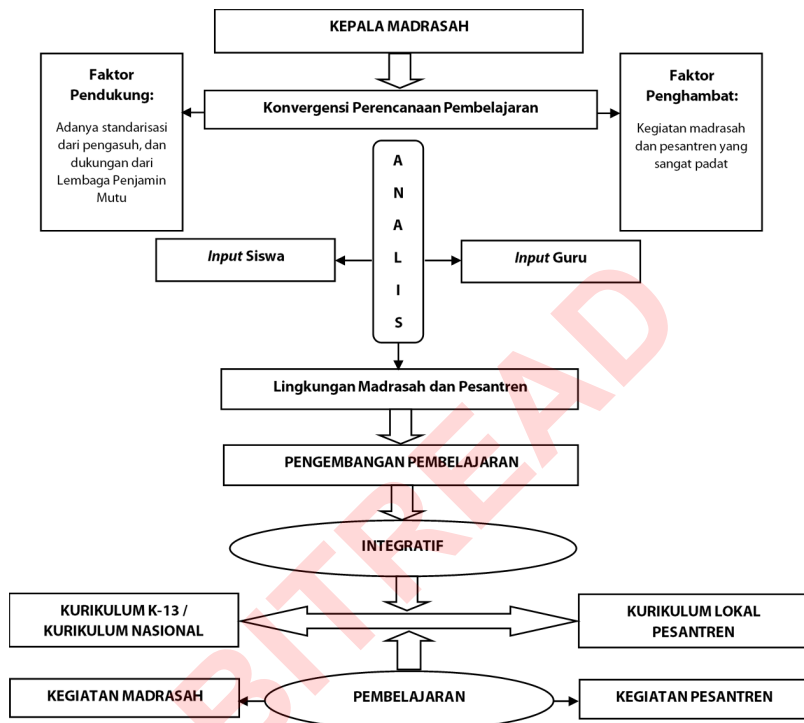 KEPALA MADRASAH
Faktor
Pendukung:
Adanya standarisasi
dari pengasuh, dan
dukungan dari
Lembaga Penjamin
Mutu
Konvergensi Perencanaan Pembelajaran
Faktor
Penghambat:
Kegiatan madrasah
dan pesantren yang
sangat padat
A
N
A
L
I
S
Input Siswa
Input Guru
Lingkungan Madrasah dan Pesantren
PENGEMBANGAN PEMBELAJARAN
INTEGRATIF
KURIKULUM K-13 /
KURIKULUM NASIONAL
KURIKULUM LOKAL
PESANTREN
KEGIATAN MADRASAH
PEMBELAJARAN
KEGIATAN PESANTREN
BITREAD